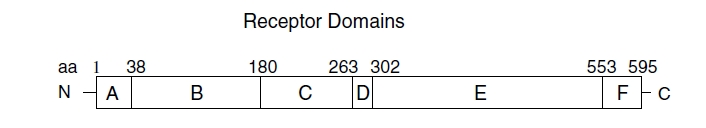 Receptor Domains
aa 1 38 180 263 302 553 595
N A B C D E F C